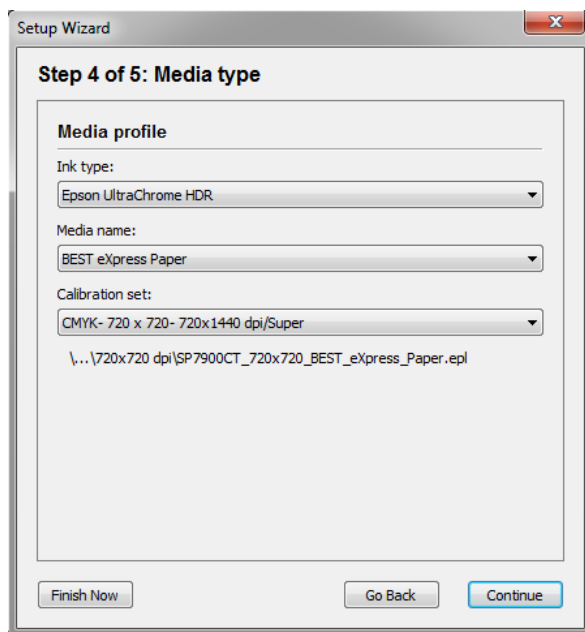 Setup Wizard
Step 4 of 5: Media type
Media profile
Ink type:
Epson UltraChrome HDR
Media name:
BEST eXpress Paper
Calibration set:
CMYK- 720 x 720- 720x1440 dpi/Super
\...\720x720 dpi\SP7900CT_720x720_BEST_eXpress_Paper.epl
Finish Now Go Back Continue